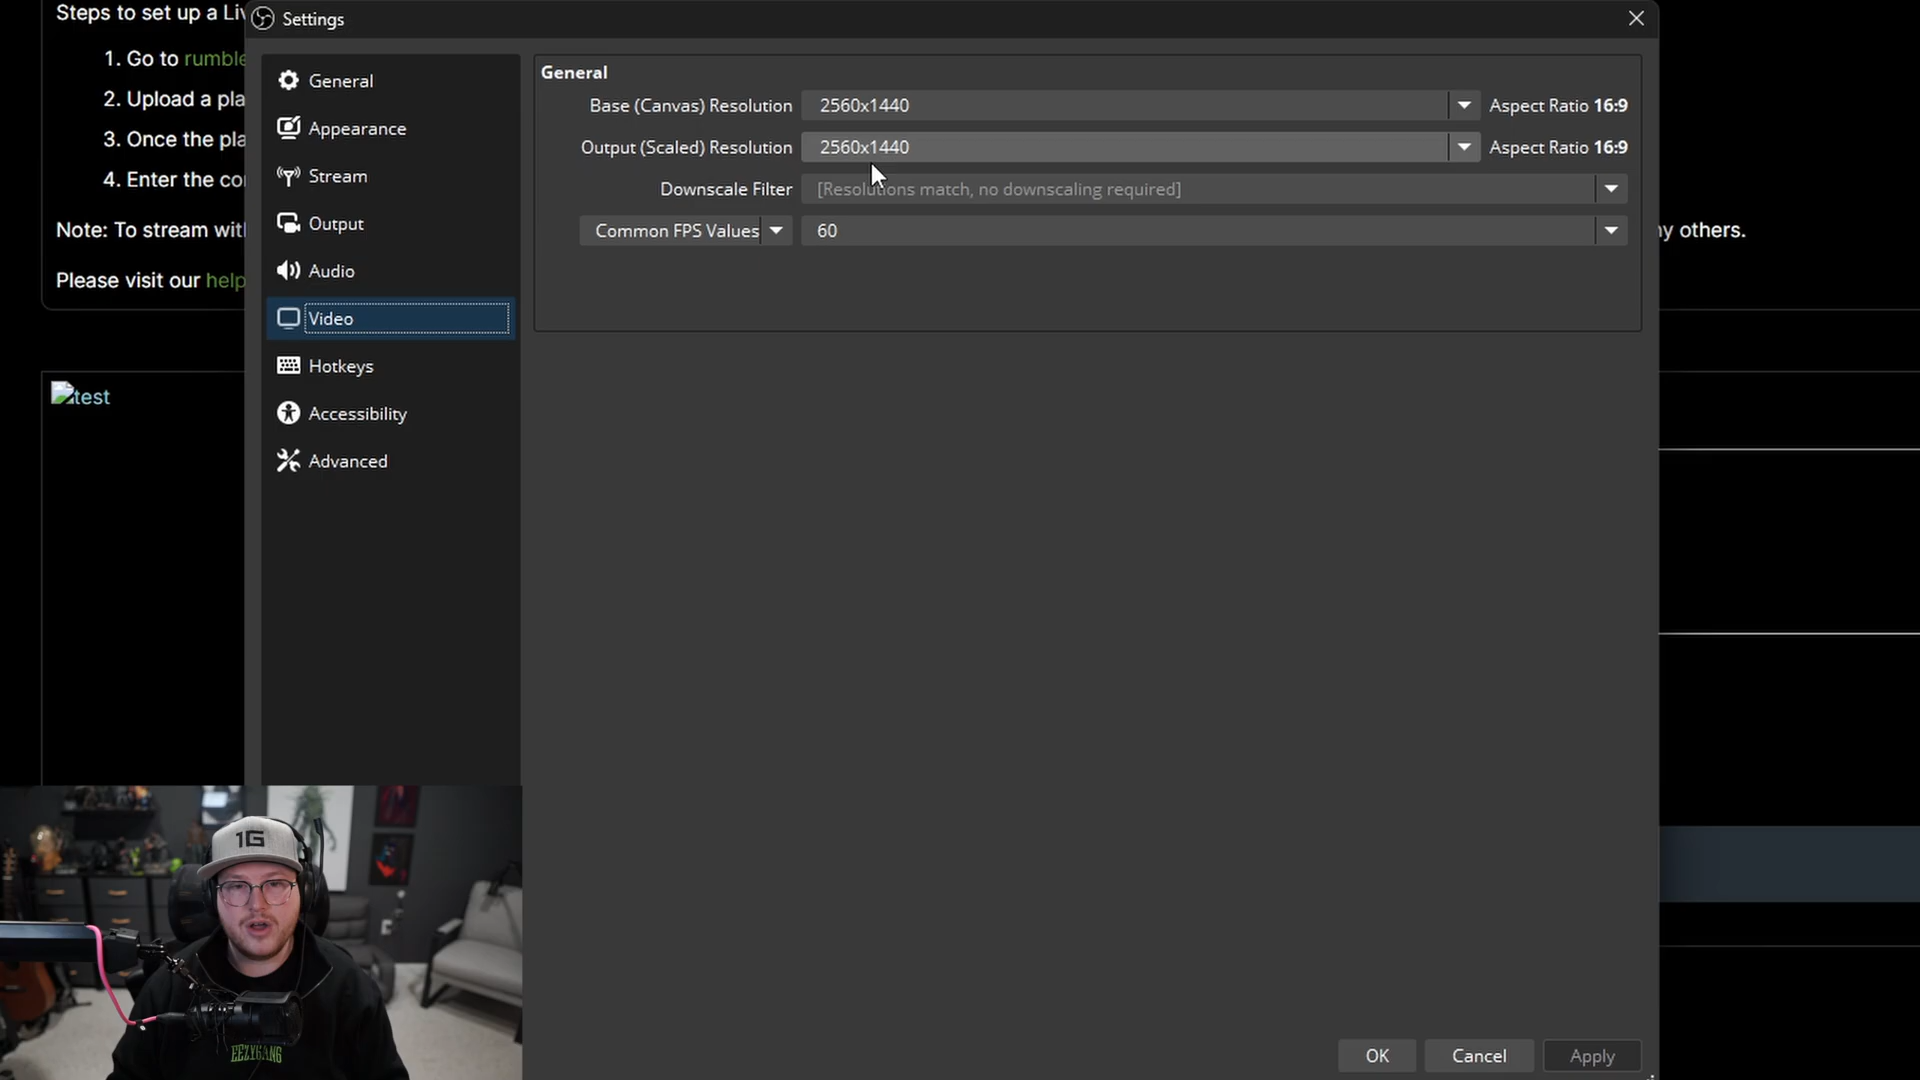 Steps to set up a Liv
1. Go to rumble
2. Upload a pla
3. Once the pla
4. Enter the co
Note: To stream wit
ny others.
Please visit our help
test
Settings
General
Appearance
Stream
Output
Audio
Video
Hotkeys
Accessibility
Advanced
General
Base (Canvas) Resolution 2560x1440 Aspect Ratio 16:9
Output (Scaled) Resolution 2560x1440 Aspect Ratio 16:9
Downscale Filter [Resolutions match, no downscaling required]
Common FPS Values 60
1G
EEZYGANG
OK Cancel Apply